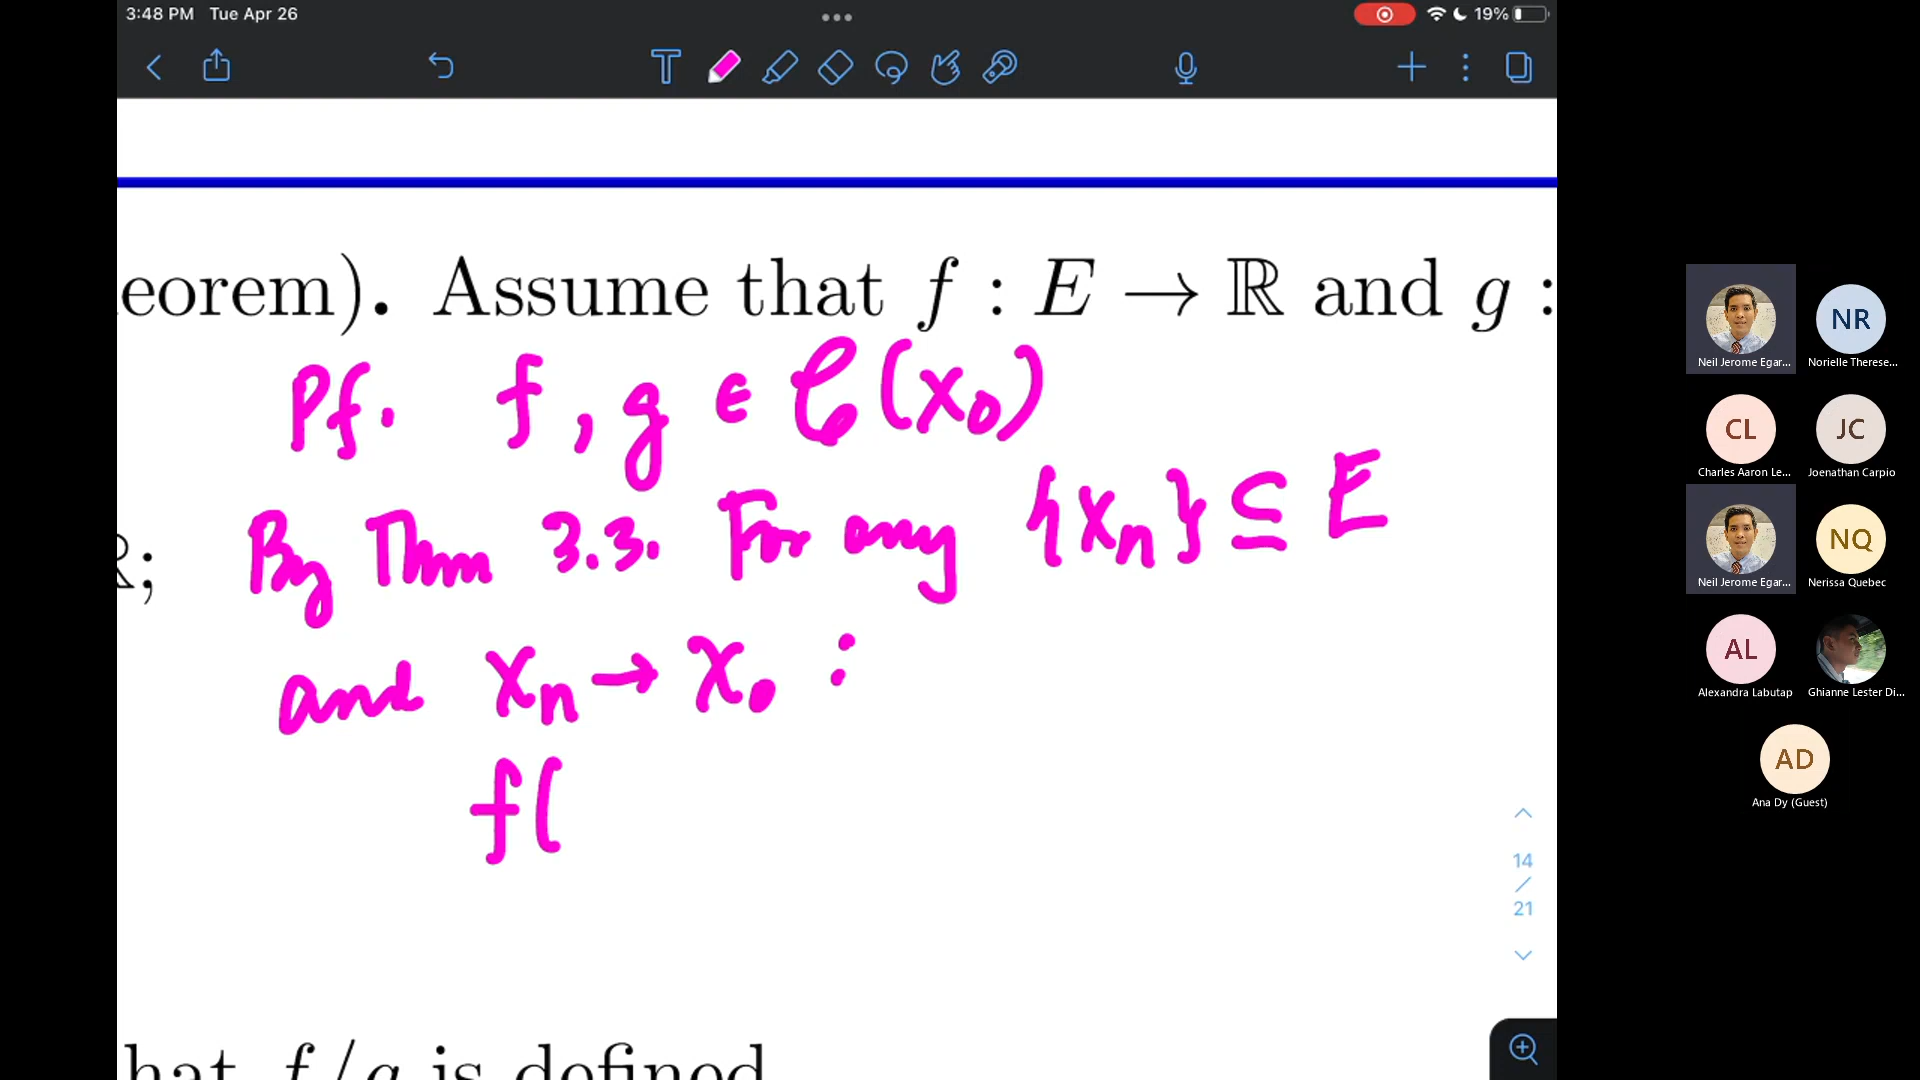 3:48 PM Tue Apr 26
19%
eorem). Assume that f : E → ℝ and g :
Pf. f, g ∈ 𝒞(x₀)
ℝ; By Thm 3.3. For any {xₙ} ⊆ E
and xₙ → x₀ :
f(
hat f/g is defined
14
/
21
Neil Jerome Egar...
NR
Norielle Therese...
CL
Charles Aaron Le...
JC
Joenathan Carpio
Neil Jerome Egar...
NQ
Nerissa Quebec
AL
Alexandra Labutap
Ghianne Lester Di...
AD
Ana Dy (Guest)